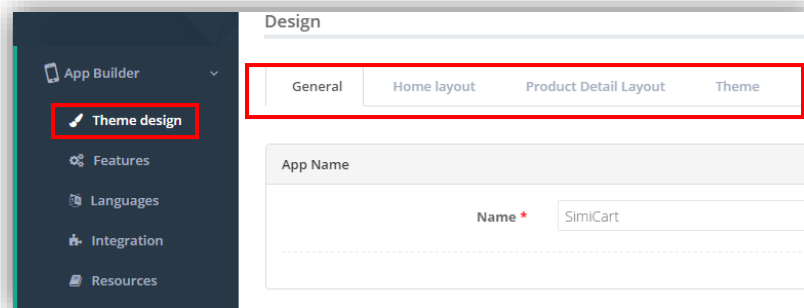 Design
App Builder
General Home layout Product Detail Layout Theme
Theme design
Features
App Name
Languages
Name * SimiCart
Integration
Resources